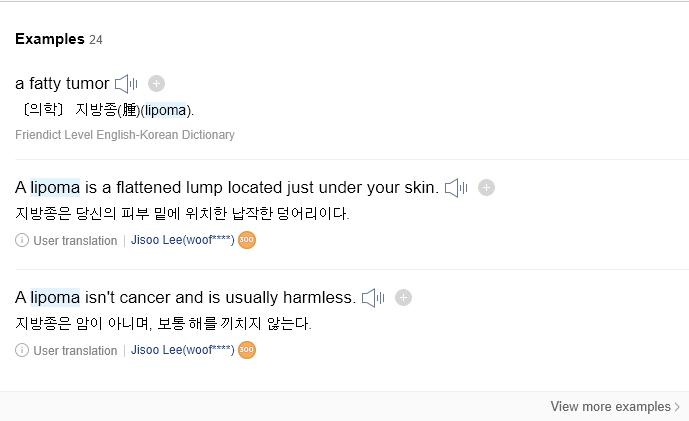 Examples 24
a fatty tumor
〔의학〕 지방종(腫)(lipoma).
Friendict Level English-Korean Dictionary
A lipoma is a flattened lump located just under your skin.
지방종은 당신의 피부 밑에 위치한 납작한 덩어리이다.
User translation | Jisoo Lee(woof****) 300
A lipoma isn't cancer and is usually harmless.
지방종은 암이 아니며, 보통 해를 끼치지 않는다.
User translation | Jisoo Lee(woof****) 300
View more examples